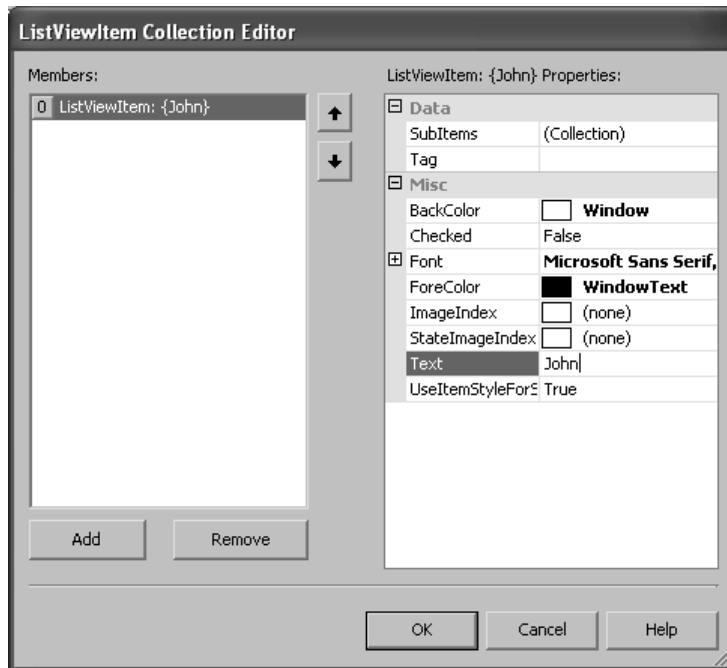 ListViewItem Collection Editor
Members:
0 ListViewItem: {John}
Add
Remove
ListViewItem: {John} Properties:
Data
SubItems (Collection)
Tag
Misc
BackColor Window
Checked False
Font Microsoft Sans Serif,
ForeColor WindowText
ImageIndex (none)
StateImageIndex (none)
Text John
UseItemStyleForS True
OK
Cancel
Help